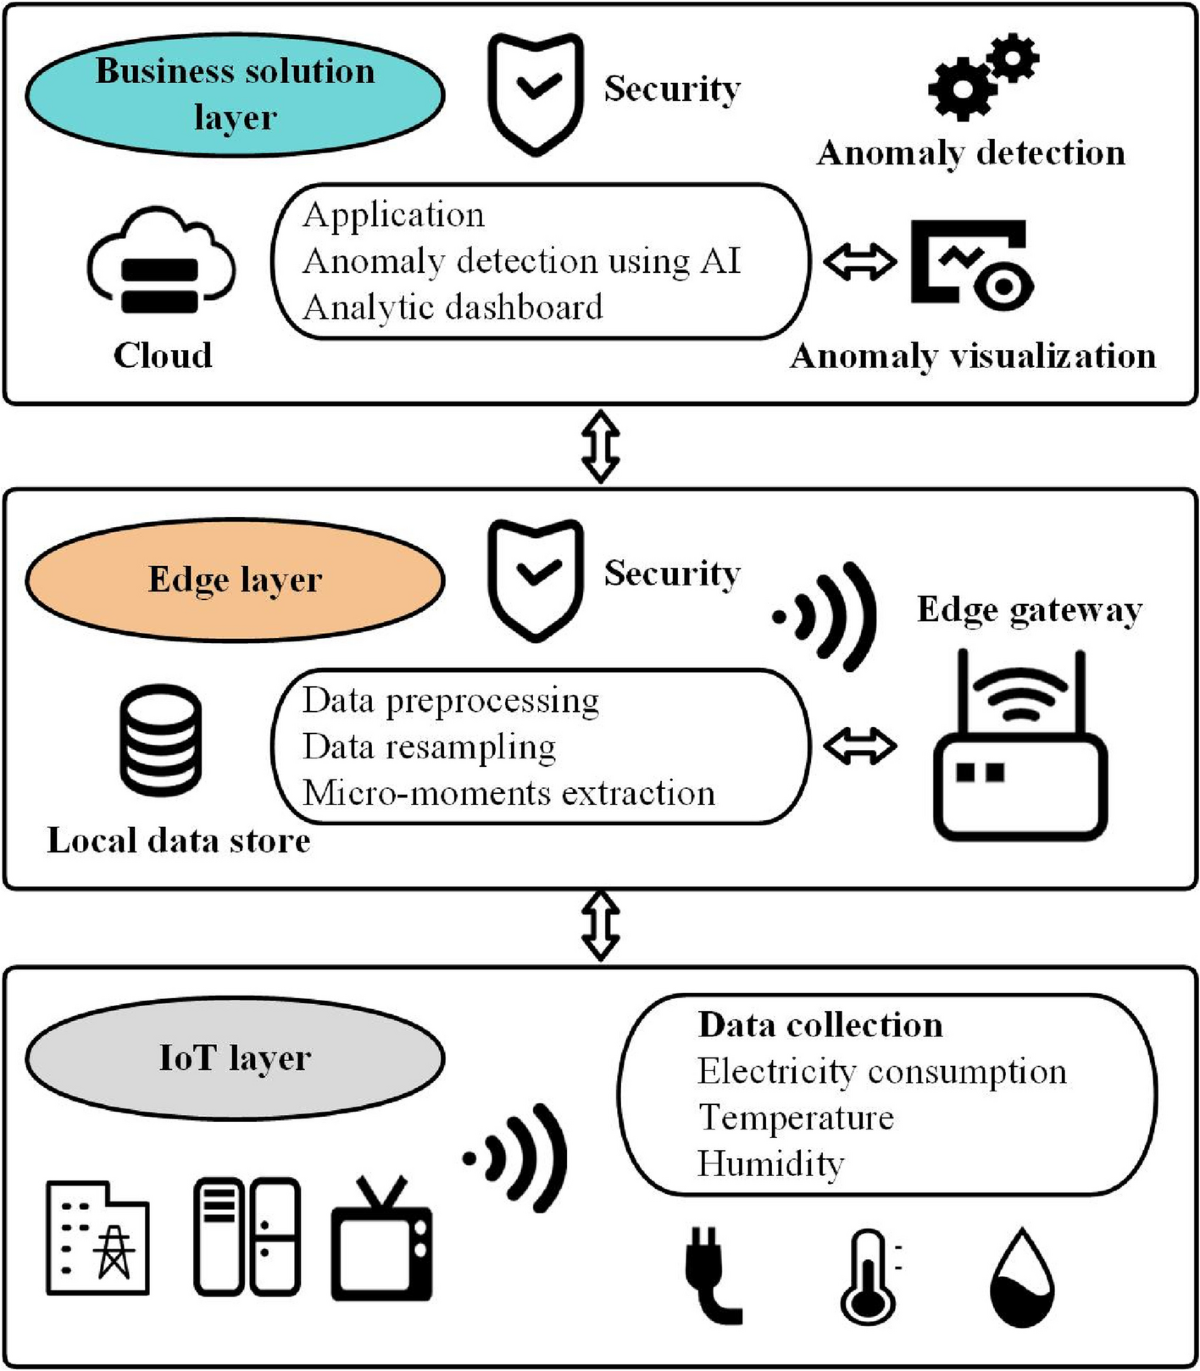 Business solution
layer
Security
Anomaly detection
Application
Anomaly detection using AI
Analytic dashboard
Cloud
Anomaly visualization
Edge layer
Security
Edge gateway
Data preprocessing
Data resampling
Micro-moments extraction
Local data store
IoT layer
Data collection
Electricity consumption
Temperature
Humidity